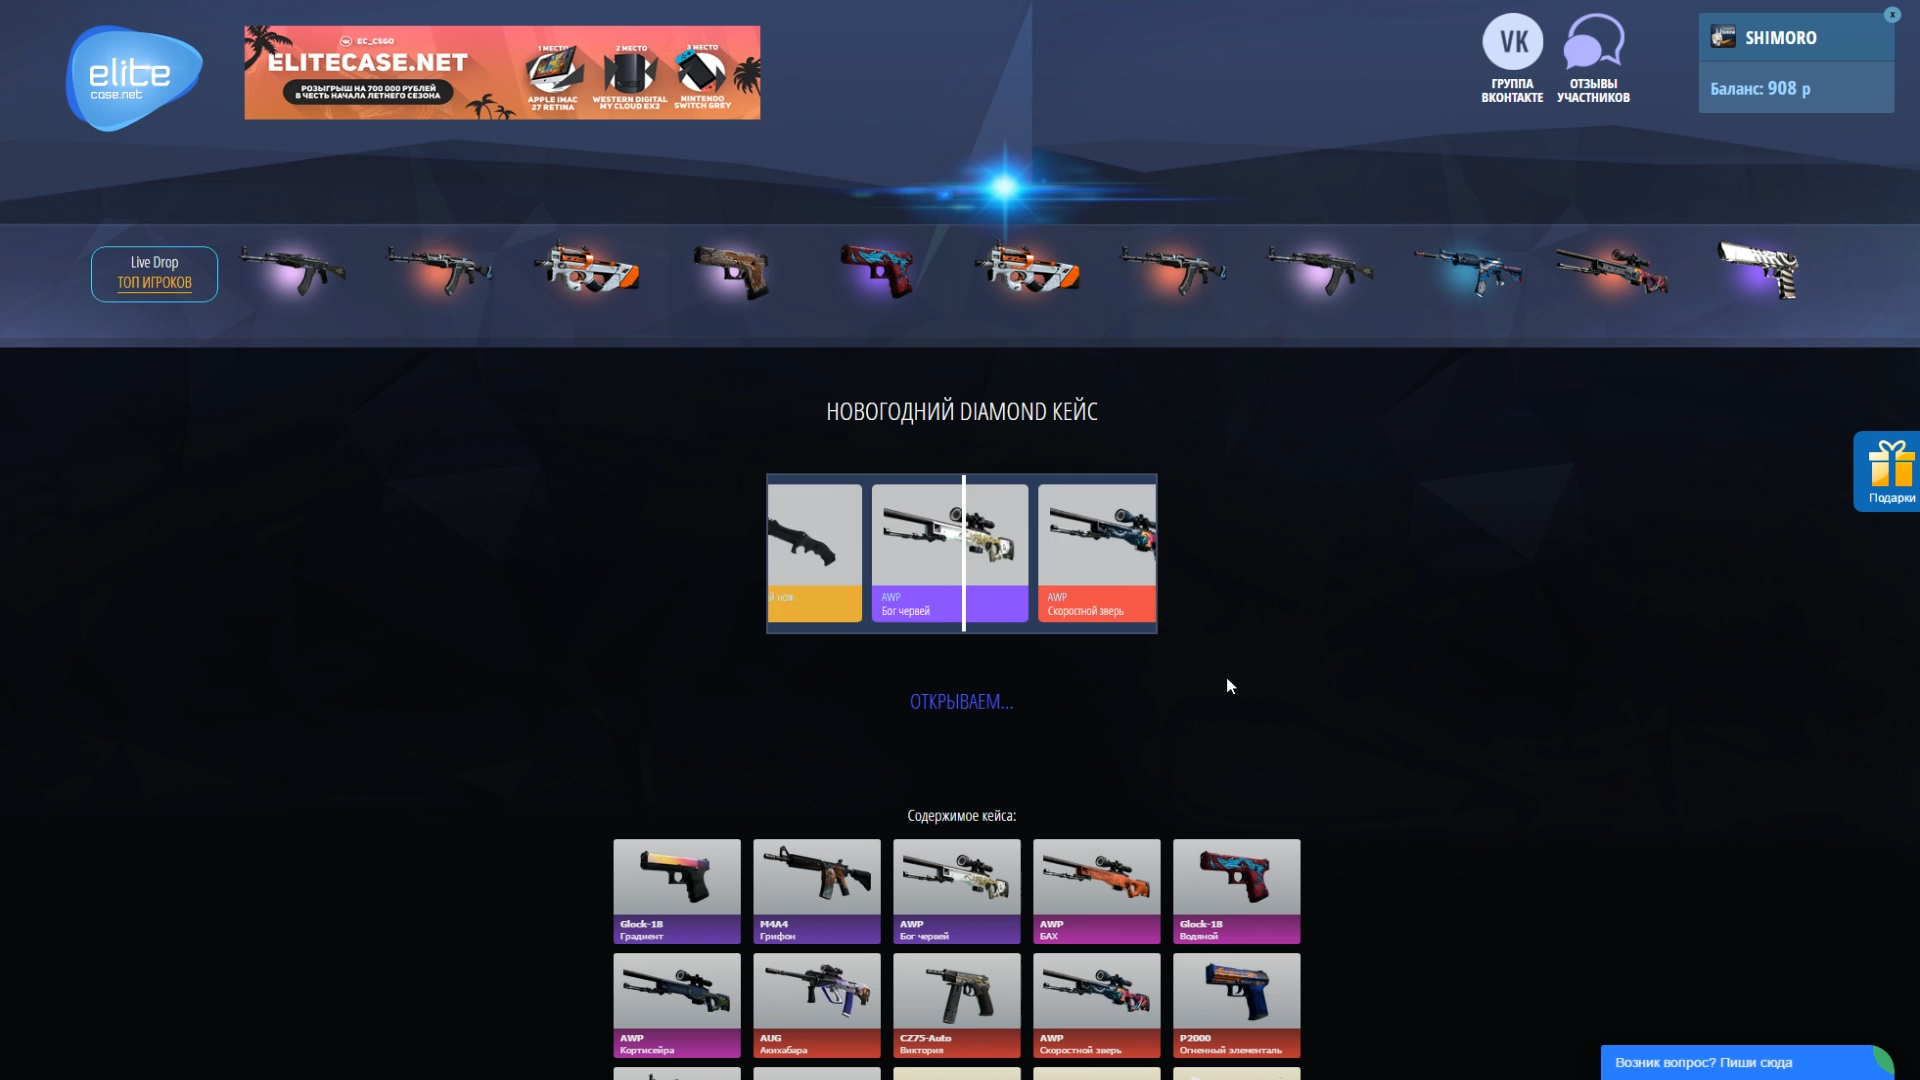 elite
case.net
EC_CSGO
ELITECASE.NET
РОЗЫГРЫШ НА 700 000 РУБЛЕЙ
В ЧЕСТЬ НАЧАЛА ЛЕТНЕГО СЕЗОНА
1 МЕСТО
2 МЕСТО
3 МЕСТО
APPLE IMAC
27 RETINA
WESTERN DIGITAL
MY CLOUD EX2
NINTENDO
SWITCH GREY
VK
ГРУППА
ВКОНТАКТЕ
ОТЗЫВЫ
УЧАСТНИКОВ
x
SHIMORO
Баланс: 908 р
Live Drop
ТОП ИГРОКОВ
НОВОГОДНИЙ DIAMOND КЕЙС
й нож
AWP
Бог червей
AWP
Скоростной зверь
Подарки
ОТКРЫВАЕМ...
Содержимое кейса:
Glock-18
Градиент
M4A4
Грифон
AWP
Бог червей
AWP
БАХ
Glock-18
Водяной
AWP
Кортисейра
AUG
Акихабара
CZ75-Auto
Виктория
AWP
Скоростной зверь
P2000
Огненный элементаль
Возник вопрос? Пиши сюда